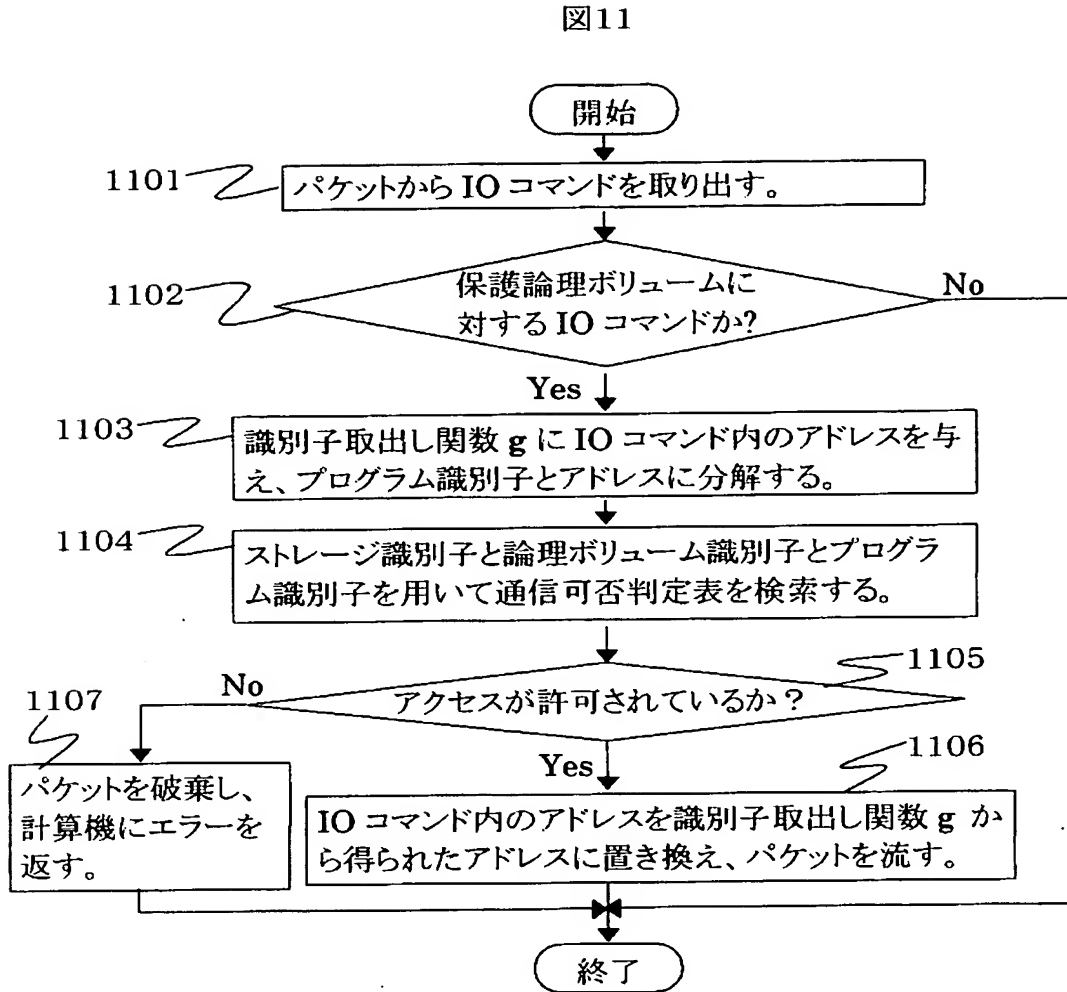 図11
開始
1101
パケットから IO コマンドを取り出す。
1102
保護論理ボリュームに
対する IO コマンドか?
No
Yes
1103
識別子取出し関数 g に IO コマンド内のアドレスを与
え、プログラム識別子とアドレスに分解する。
1104
ストレージ識別子と論理ボリューム識別子とプログラ
ム識別子を用いて通信可否判定表を検索する。
1105
アクセスが許可されているか?
No
1107
パケットを破棄し、
計算機にエラーを
返す。
Yes
1106
IO コマンド内のアドレスを識別子取出し関数 g か
ら得られたアドレスに置き換え、パケットを流す。
終了